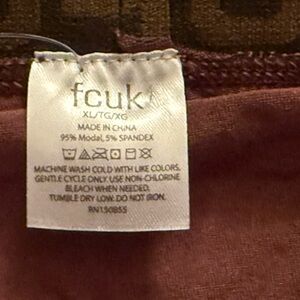 fcuk
XL/TG/XG
MADE IN CHINA
95% Modal, 5% SPANDEX
MACHINE WASH COLD WITH LIKE COLORS,
GENTLE CYCLE ONLY. USE NON-CHLORINE
BLEACH WHEN NEEDED.
TUMBLE DRY LOW. DO NOT IRON.
RN150855